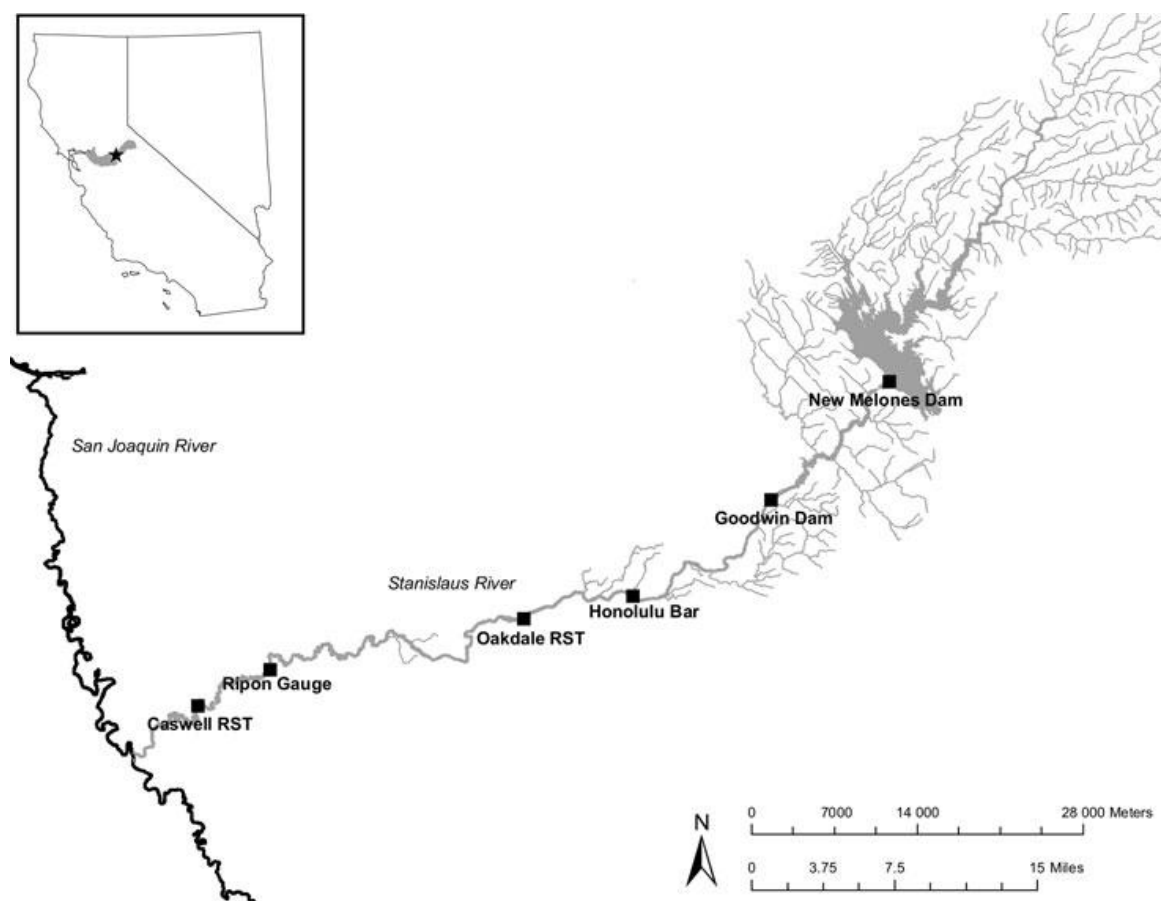 New Melones Dam
San Joaquin River
Goodwin Dam
Stanislaus River
Honolulu Bar
Oakdale RST
Ripon Gauge
Caswell RST
N
0 7000 14 000 28 000 Meters
0 3.75 7.5 15 Miles